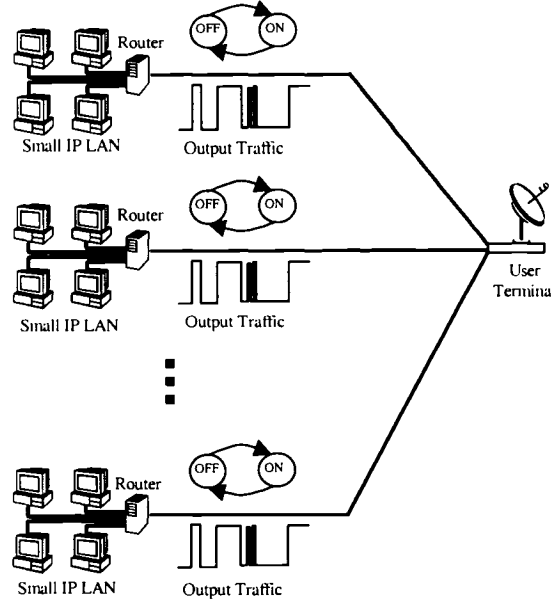 Router
OFF
ON
Small IP LAN
Output Traffic
Router
OFF
ON
Small IP LAN
Output Traffic
User
Termina
Router
OFF
ON
Small IP LAN
Output Traffic